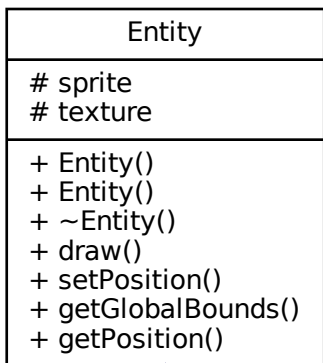 Entity
# sprite
# texture
+ Entity()
+ Entity()
+ ~Entity()
+ draw()
+ setPosition()
+ getGlobalBounds()
+ getPosition()